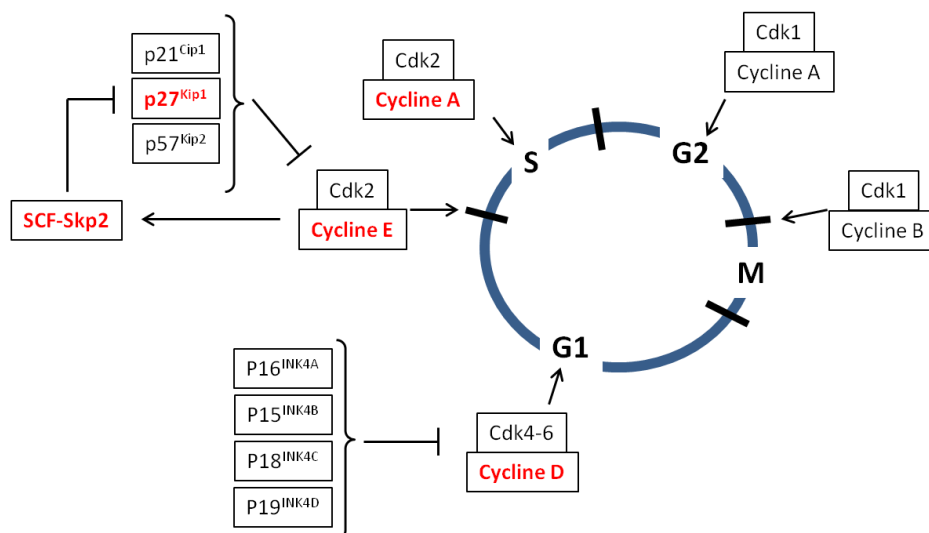 p21Cip1
p27Kip1
p57Kip2
SCF-Skp2
Cdk2
Cycline E
Cdk2
Cycline A
Cdk1
Cycline A
Cdk1
Cycline B
S
G2
M
G1
P16INK4A
P15INK4B
P18INK4C
P19INK4D
Cdk4-6
Cycline D